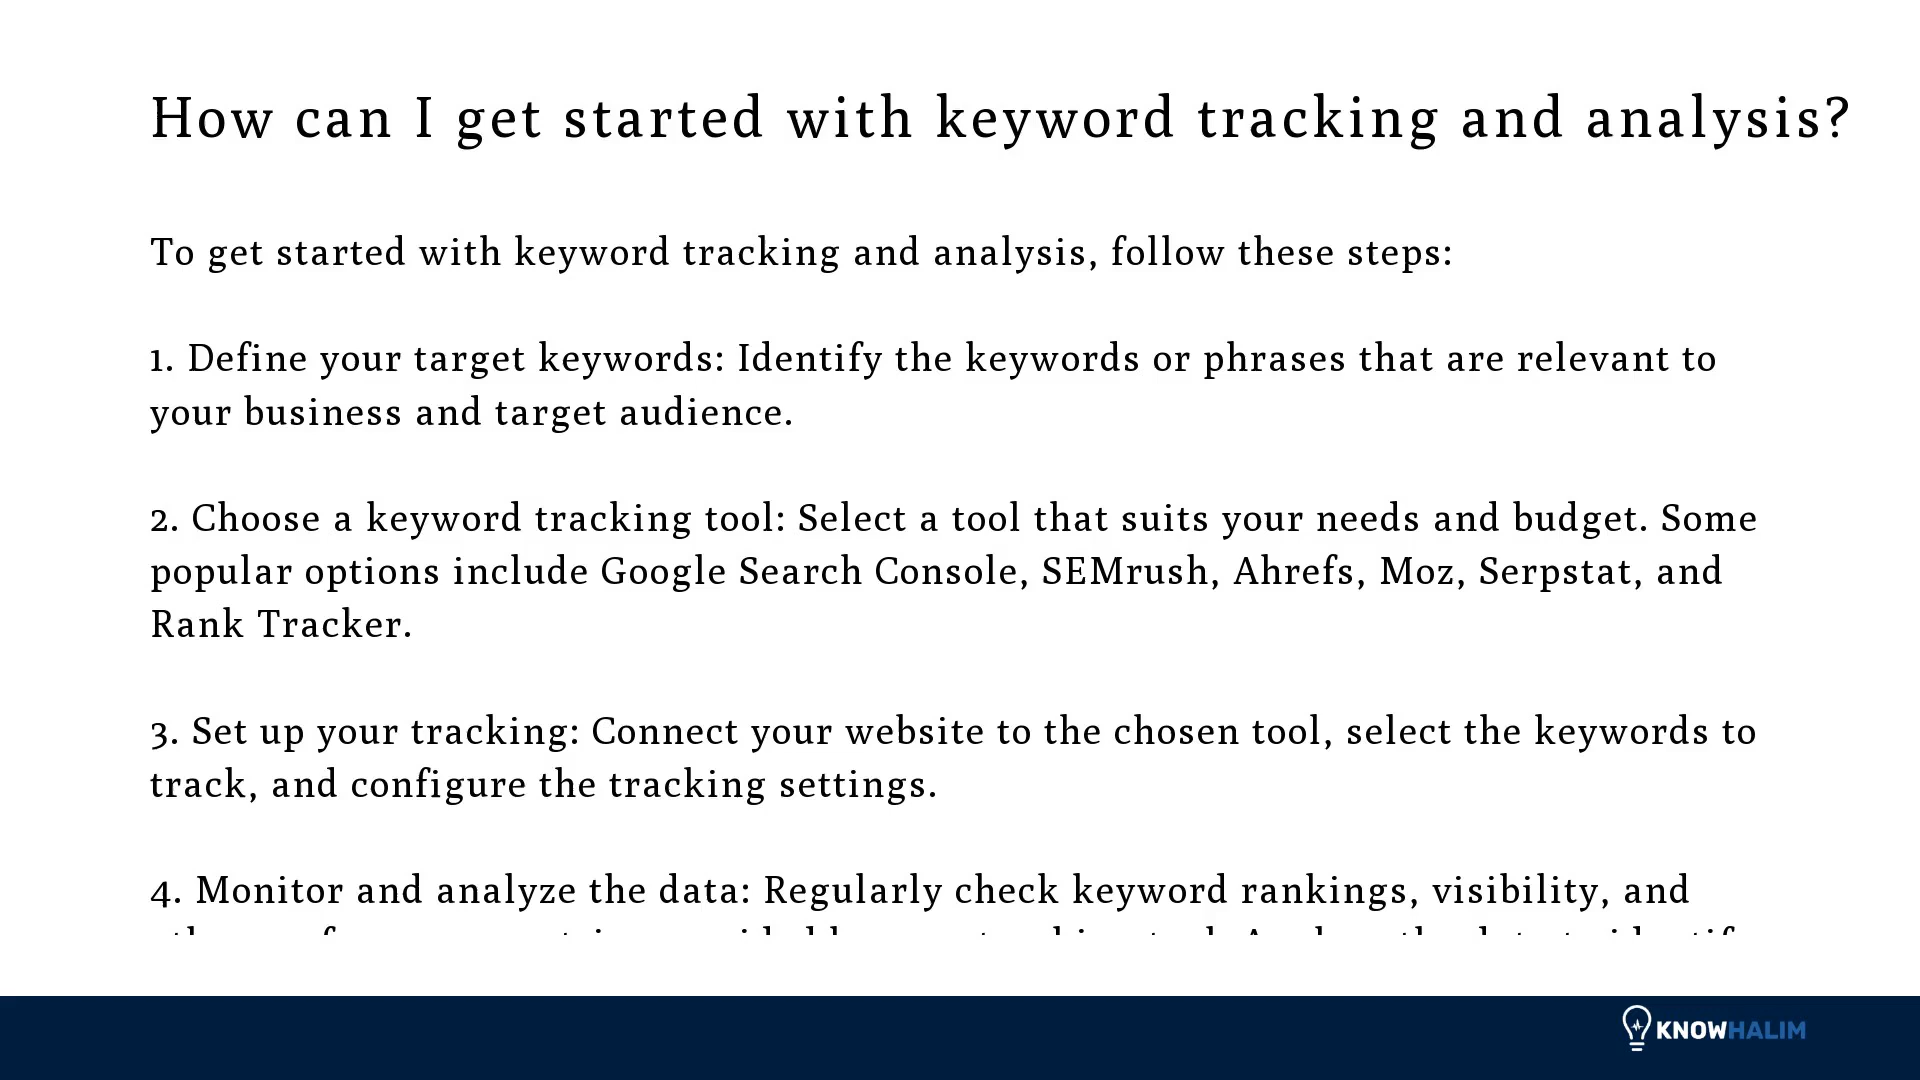 How can I get started with keyword tracking and analysis?
To get started with keyword tracking and analysis, follow these steps:
1. Define your target keywords: Identify the keywords or phrases that are relevant to
your business and target audience.
2. Choose a keyword tracking tool: Select a tool that suits your needs and budget. Some
popular options include Google Search Console, SEMrush, Ahrefs, Moz, Serpstat, and
Rank Tracker.
3. Set up your tracking: Connect your website to the chosen tool, select the keywords to
track, and configure the tracking settings.
4. Monitor and analyze the data: Regularly check keyword rankings, visibility, and
KNOWHALIM